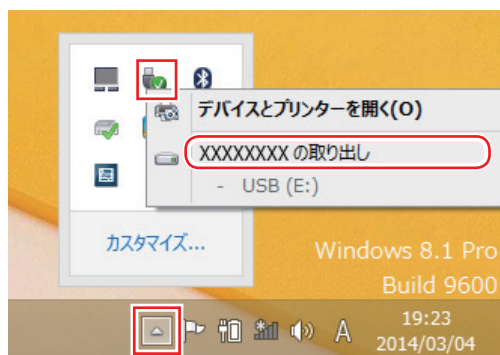 デバイスとプリンターを開く(O)
XXXXXXXX の取り出し
- USB (E:)
カスタマイズ...
Windows 8.1 Pro
Build 9600
A
19:23
2014/03/04